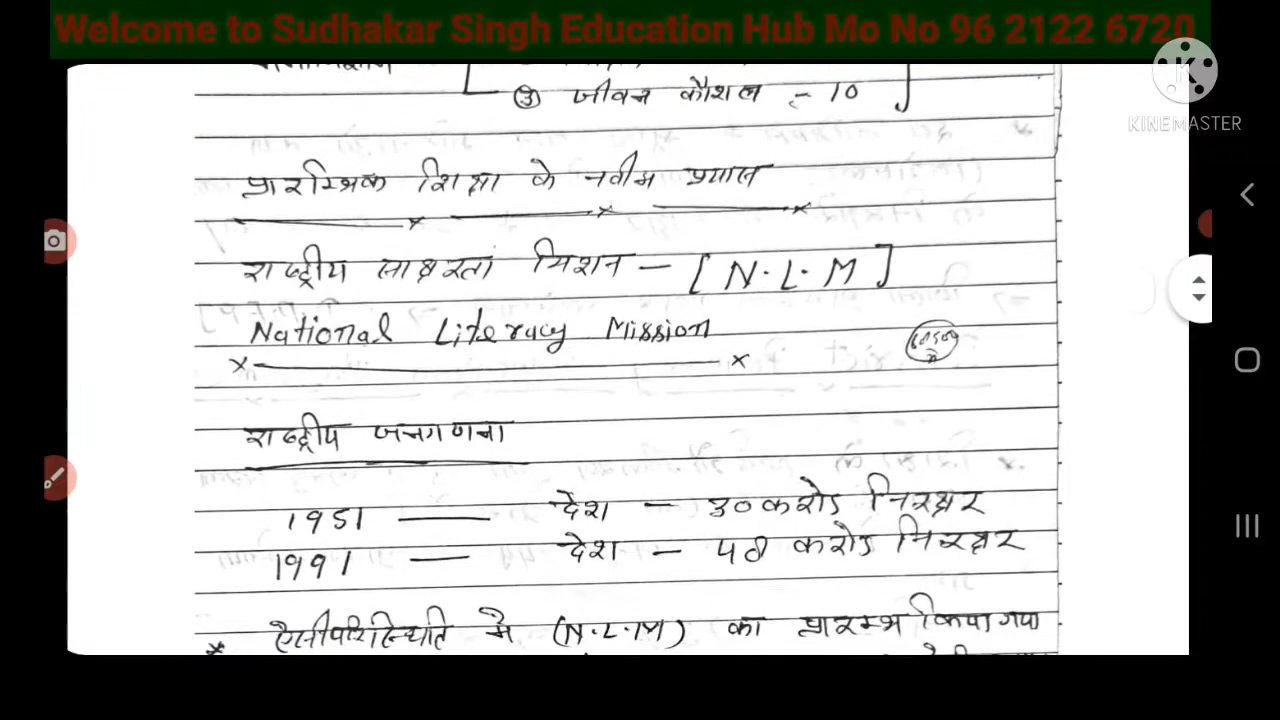 Welcome to Sudhakar Singh Education Hub Mo No 96 2122 6720
KINEMASTER
③ जीवन कौशल - 10
प्रारम्भिक शिक्षा के नवीन प्रयास
राष्ट्रीय साक्षरता मिशन - [N.L.M]
National Literacy Mission
राष्ट्रीय जनगणना
1951 — देश - 30 करोड़ निरक्षर
1991 — देश - 48 करोड़ निरक्षर
ऐसी परिस्थिति मे (N.L.M) का प्रारम्भ किया गया